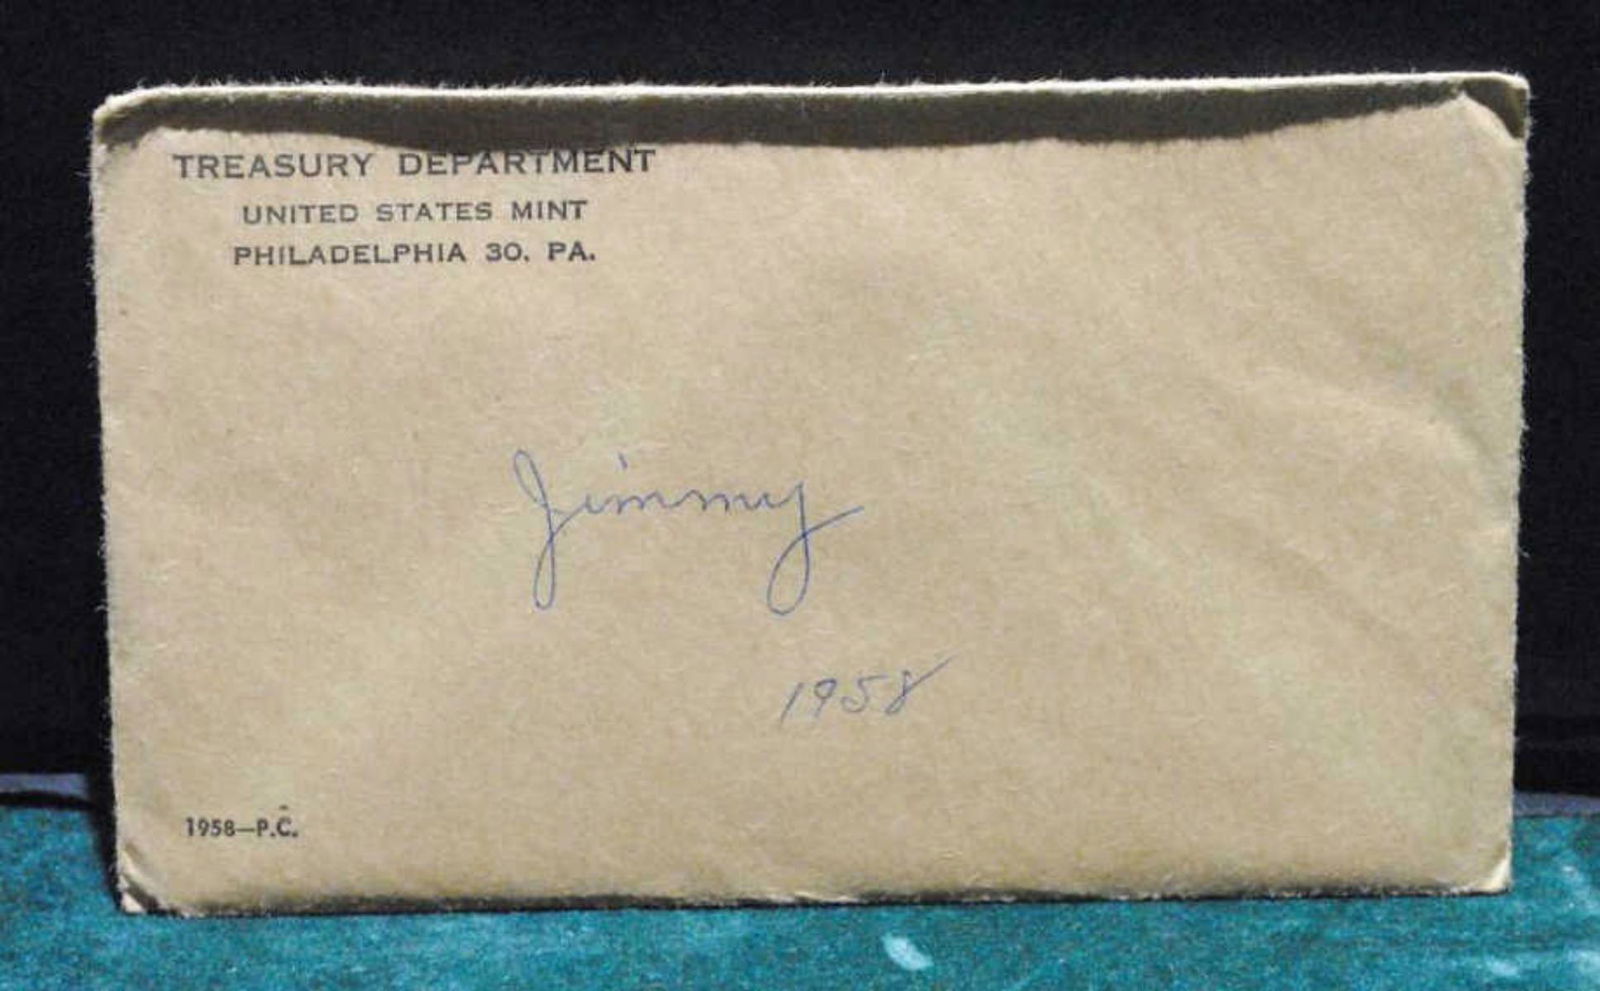 TREASURY DEPARTMENT
UNITED STATES MINT
PHILADELPHIA 30, PA.
Jimmy
1958
1958—P.C.